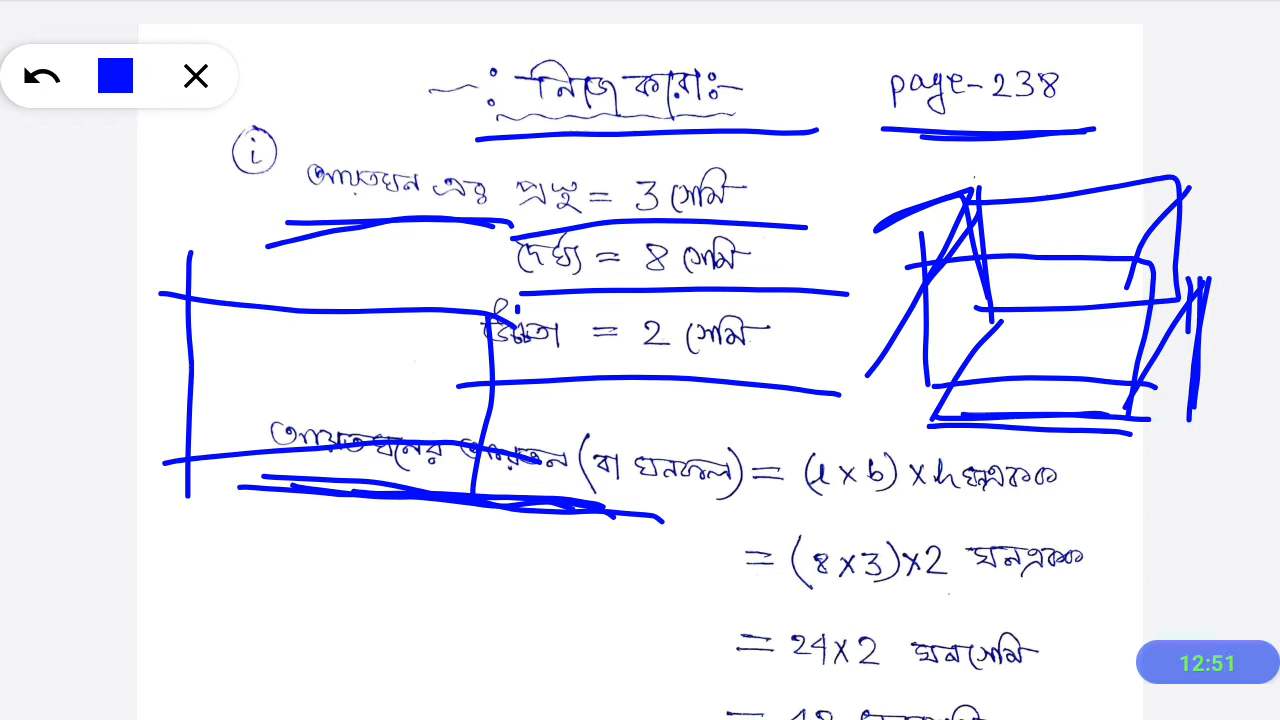 ∴ নিজে করো :-
page-238
i
আয়তঘন এর প্রস্থ = 3 সেমি
দৈর্ঘ্য = 8 সেমি
উচ্চতা = 2 সেমি
আয়তঘনের আয়তন (বা ঘনফল) = (l × b) × h ঘনএকক
= (8 × 3) × 2 ঘনএকক
= 24 × 2 ঘনসেমি
12:51